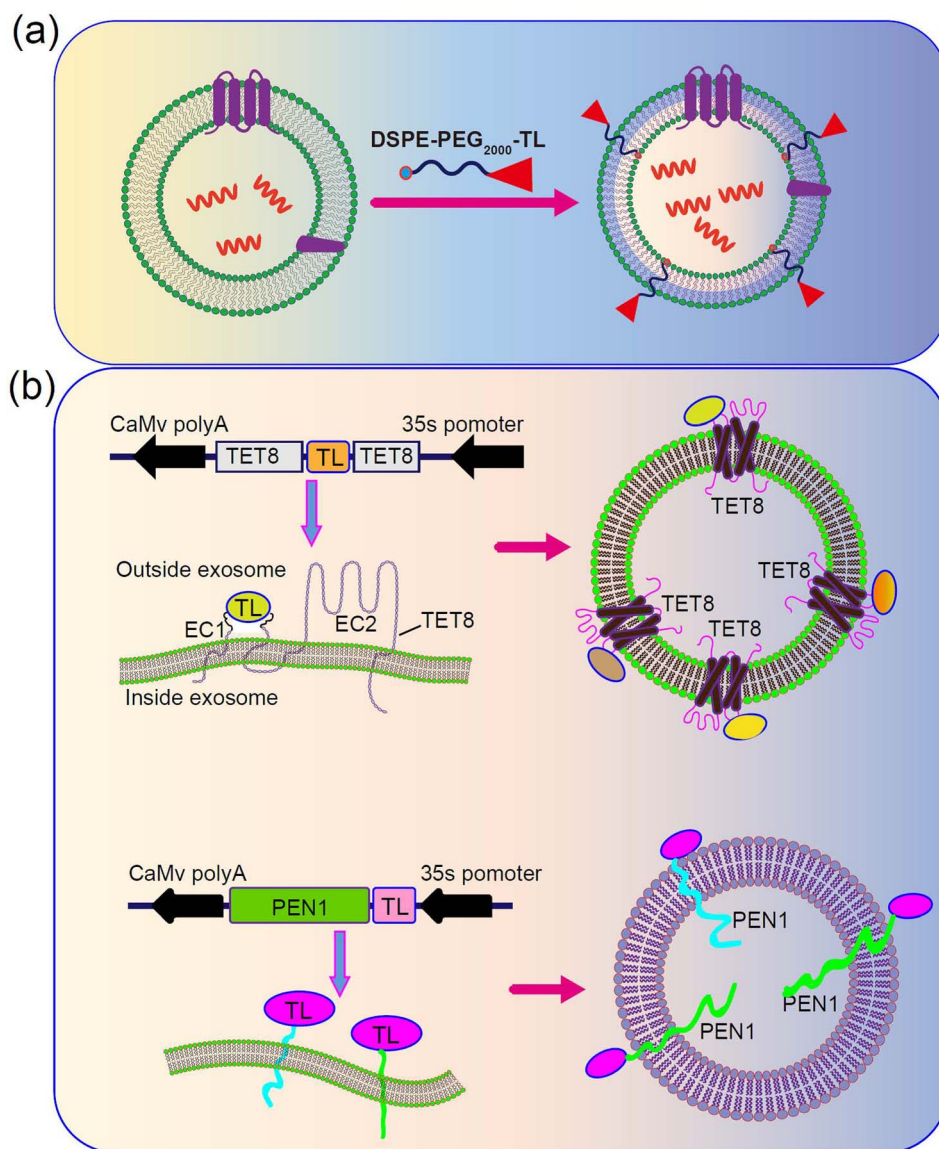 (a)
DSPE-PEG2000-TL
(b)
CaMv polyA
35s pomoter
TET8
TL
TET8
TET8
Outside exosome
TL
EC1
EC2
TET8
Inside exosome
TET8
TET8
TET8
CaMv polyA
35s pomoter
PEN1
TL
PEN1
PEN1
PEN1
TL
TL